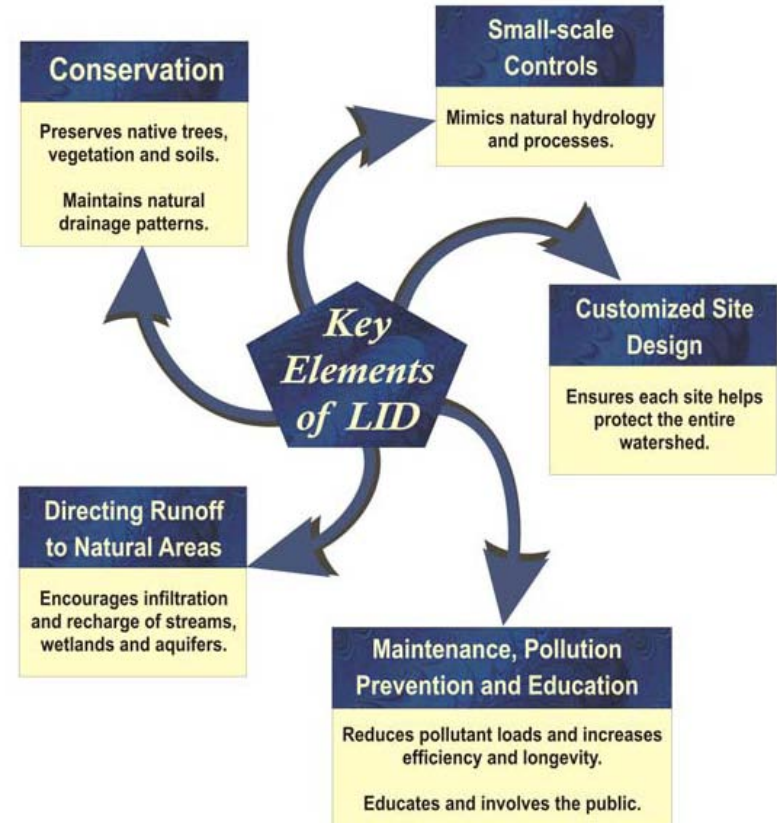 Key
Elements
of LID
Conservation
Preserves native trees,
vegetation and soils.
Maintains natural
drainage patterns.
Small-scale
Controls
Mimics natural hydrology
and processes.
Customized Site
Design
Ensures each site helps
protect the entire
watershed.
Directing Runoff
to Natural Areas
Encourages infiltration
and recharge of streams,
wetlands and aquifers.
Maintenance, Pollution
Prevention and Education
Reduces pollutant loads and increases
efficiency and longevity.
Educates and involves the public.